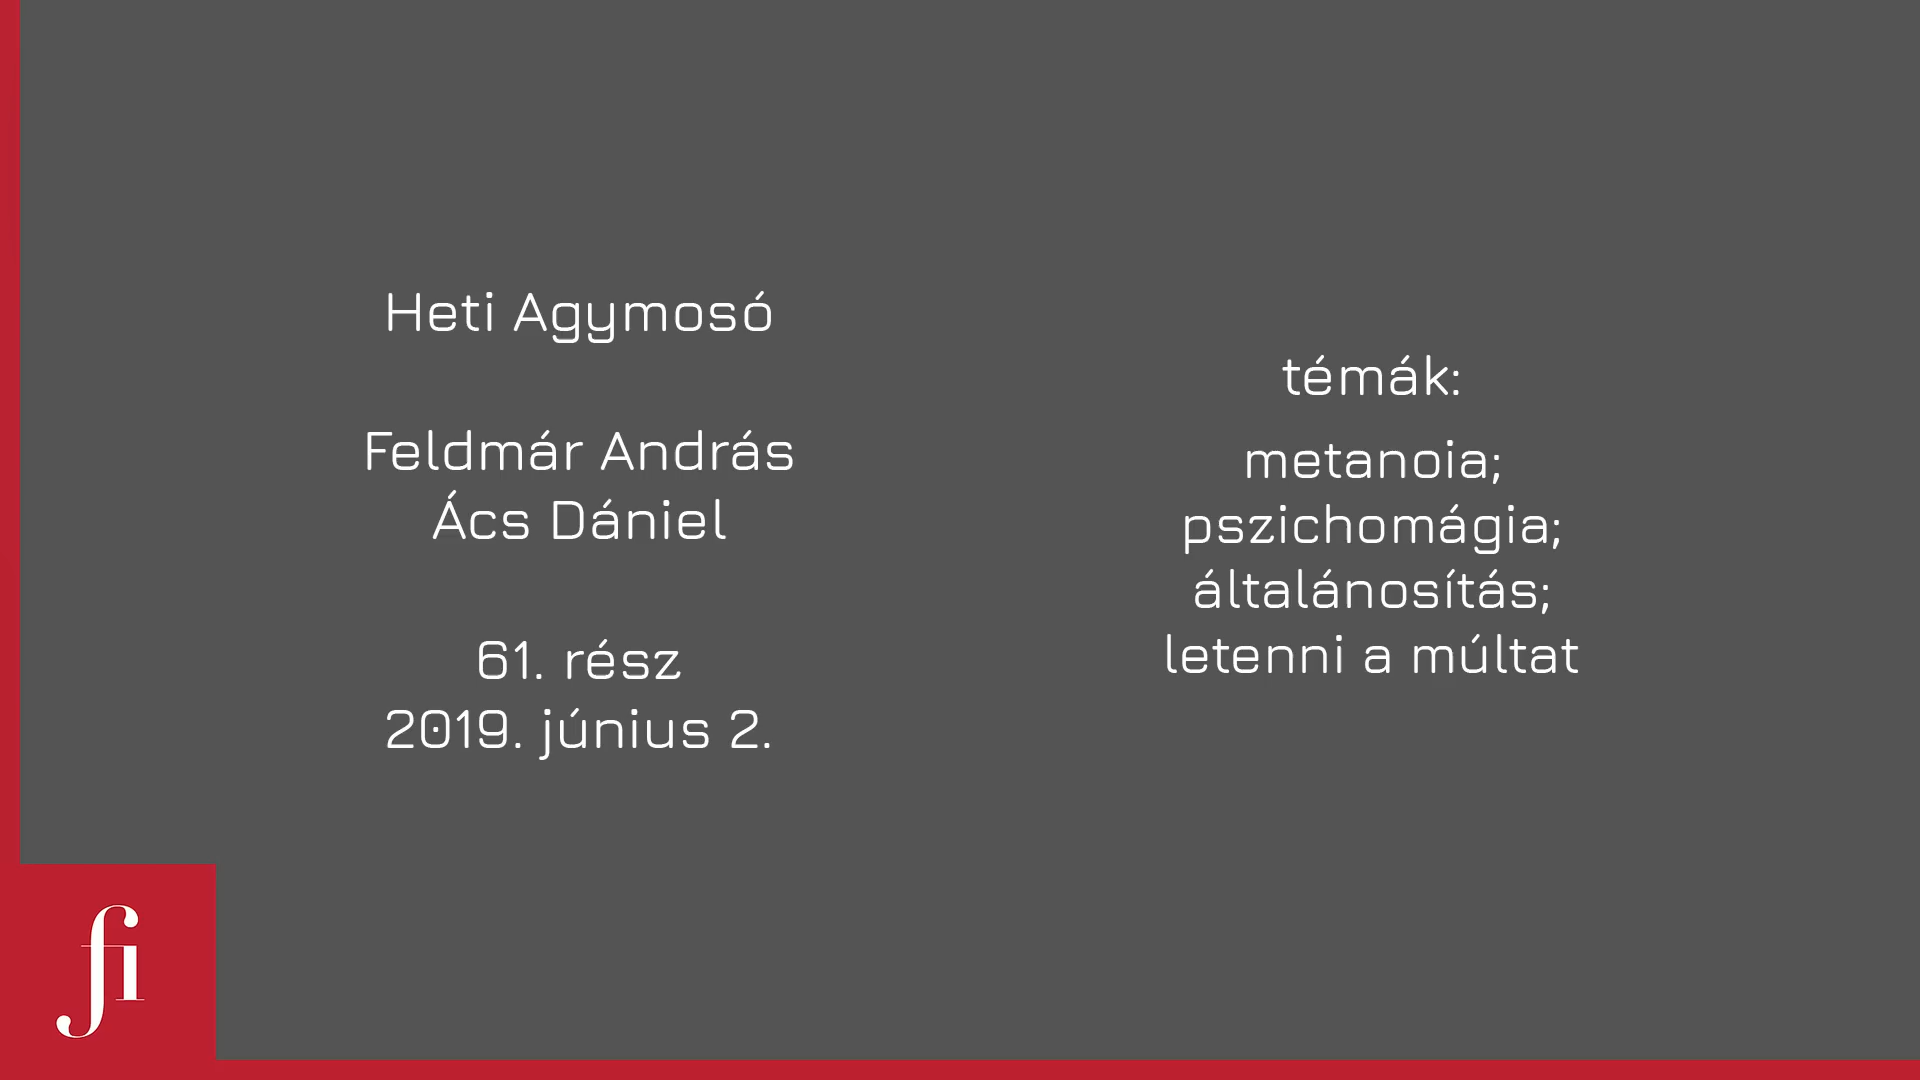 Heti Agymosó
Feldmár András
Ács Dániel
61. rész
2019. június 2.
témák:
metanoia;
pszichomágia;
általánosítás;
letenni a múltat
fi